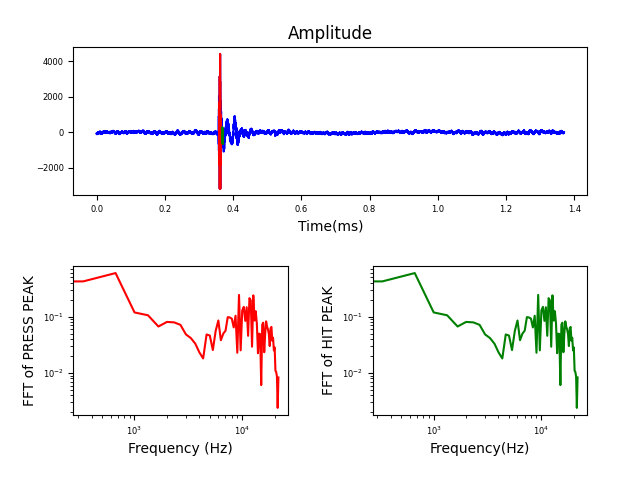 Amplitude
4000
2000
0
−2000
0.0 0.2 0.4 0.6 0.8 1.0 1.2 1.4
Time(ms)
FFT of PRESS PEAK
10⁻¹
10⁻²
10³ 10⁴
Frequency (Hz)
FFT of HIT PEAK
10⁻¹
10⁻²
10³ 10⁴
Frequency(Hz)